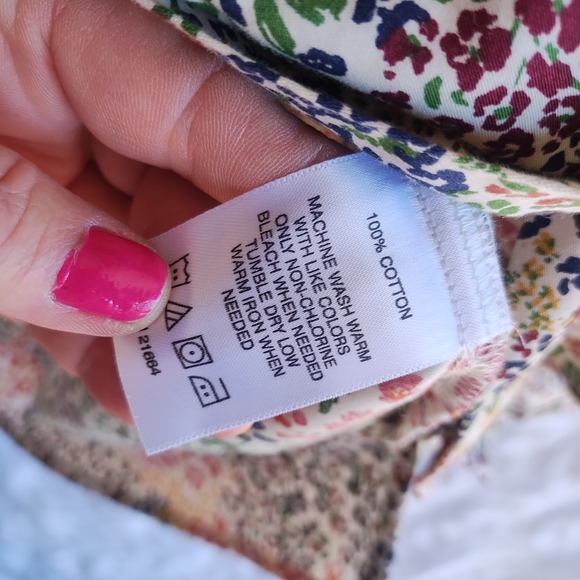 100% COTTON
MACHINE WASH WARM
WITH LIKE COLORS
ONLY NON-CHLORINE
BLEACH WHEN NEEDED
TUMBLE DRY LOW
WARM IRON WHEN
NEEDED
21664